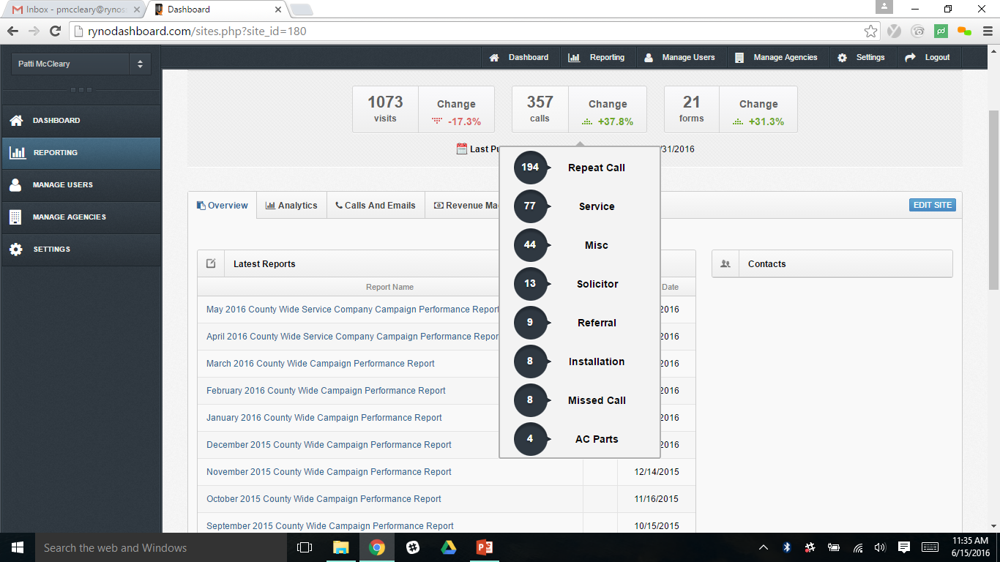 Inbox - pmccleary@rynos
Dashboard
rynodashboard.com/sites.php?site_id=180
Patti McCleary
Dashboard Reporting Manage Users Manage Agencies Settings Logout
DASHBOARD
REPORTING
MANAGE USERS
MANAGE AGENCIES
SETTINGS
1073 visits Change -17.3%
357 calls Change +37.8%
21 forms Change +31.3%
Last Pu
/31/2016
194 Repeat Call
77 Service
44 Misc
13 Solicitor
9 Referral
8 Installation
8 Missed Call
4 AC Parts
Overview Analytics Calls And Emails Revenue Ma
EDIT SITE
Latest Reports
Contacts
Report Name Date
May 2016 County Wide Service Company Campaign Performance Report 2016
April 2016 County Wide Service Company Campaign Performance Repor 2016
March 2016 County Wide Campaign Performance Report 2016
February 2016 County Wide Campaign Performance Report 2016
January 2016 County Wide Campaign Performance Report 2016
December 2015 County Wide Campaign Performance Report 2016
November 2015 County Wide Campaign Performance Report 12/14/2015
October 2015 County Wide Campaign Performance Report 11/16/2015
September 2015 County Wide Campaign Performance Report 10/15/2015
Search the web and Windows
11:35 AM
6/15/2016